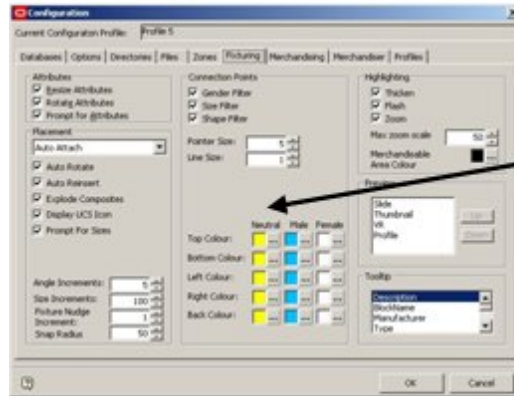 Configuration
Current Configuration Profile: Profile 5
Databases | Options | Directories | Files | Zones | Fixturing | Merchandising | Merchandiser | Profiles
Attributes
Resize Attributes
Rotate Attributes
Prompt for Attributes
Placement
Auto Attach
Auto Rotate
Auto Reinsert
Explode Composites
Display UCS Icon
Prompt For Sizes
Angle Increments: 5
Size Increments: 100
Fixture Nudge Increment: 1
Snap Radius 50
Connection Points
Gender Filter
Size Filter
Shape Filter
Pointer Size: 5
Line Size: 1
Neutral Male Female
Top Colour:
Bottom Colour:
Left Colour:
Right Colour:
Back Colour:
Highlighting
Thicken
Flash
Zoom
Max zoom scale 50
Merchandisable Area Colour
Preview
Slide
Thumbnail
VR
Profile
Up
Down
Tooltip
Description
BlockName
Manufacturer
Type
OK
Cancel